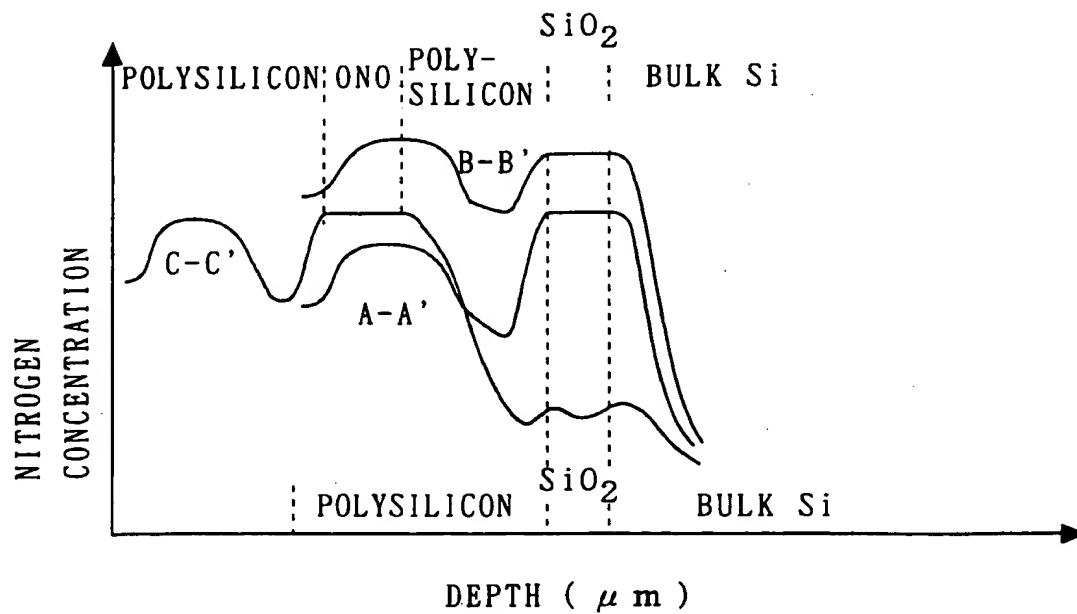 SiO2
POLYSILICON ONO POLY-
SILICON BULK Si
B-B'
C-C'
A-A'
NITROGEN
CONCENTRATION
SiO2
POLYSILICON BULK Si
DEPTH ( μm )